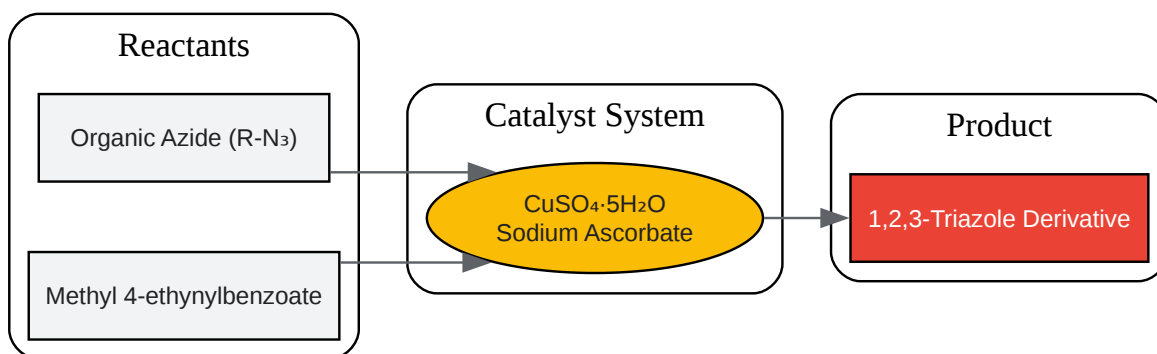 Reactants
Organic Azide (R-N₃)
Methyl 4-ethynylbenzoate
Catalyst System
CuSO₄·5H₂O
Sodium Ascorbate
Product
1,2,3-Triazole Derivative